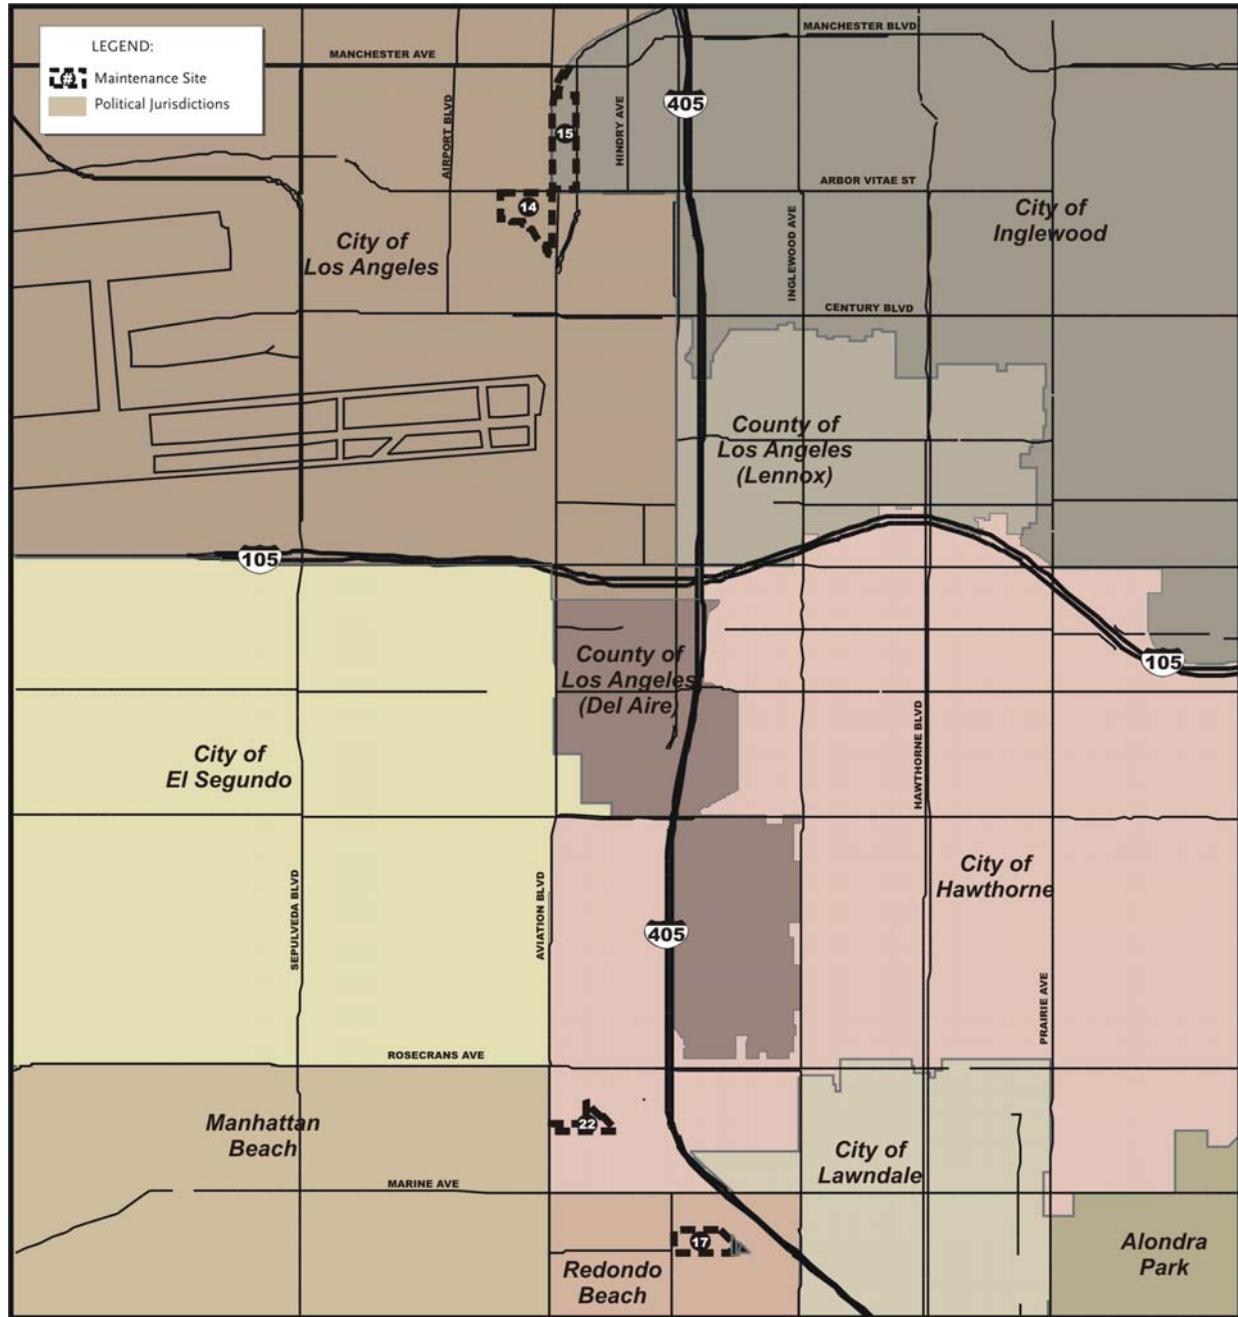 LEGEND:
#
Maintenance Site
Political Jurisdictions
MANCHESTER AVE
MANCHESTER BLVD
AIRPORT BLVD
HINDRY AVE
405
15
14
ARBOR VITAE ST
City of
Inglewood
City of
Los Angeles
INGLEWOOD AVE
CENTURY BLVD
County of
Los Angeles
(Lennox)
105
County of
Los Angeles
(Del Aire)
105
City of
El Segundo
HAWTHORNE BLVD
City of
Hawthorne
SEPULVEDA BLVD
AVIATION BLVD
405
PRAIRIE AVE
ROSECRANS AVE
Manhattan
Beach
22
City of
Lawndale
MARINE AVE
17
Redondo
Beach
Alondra
Park